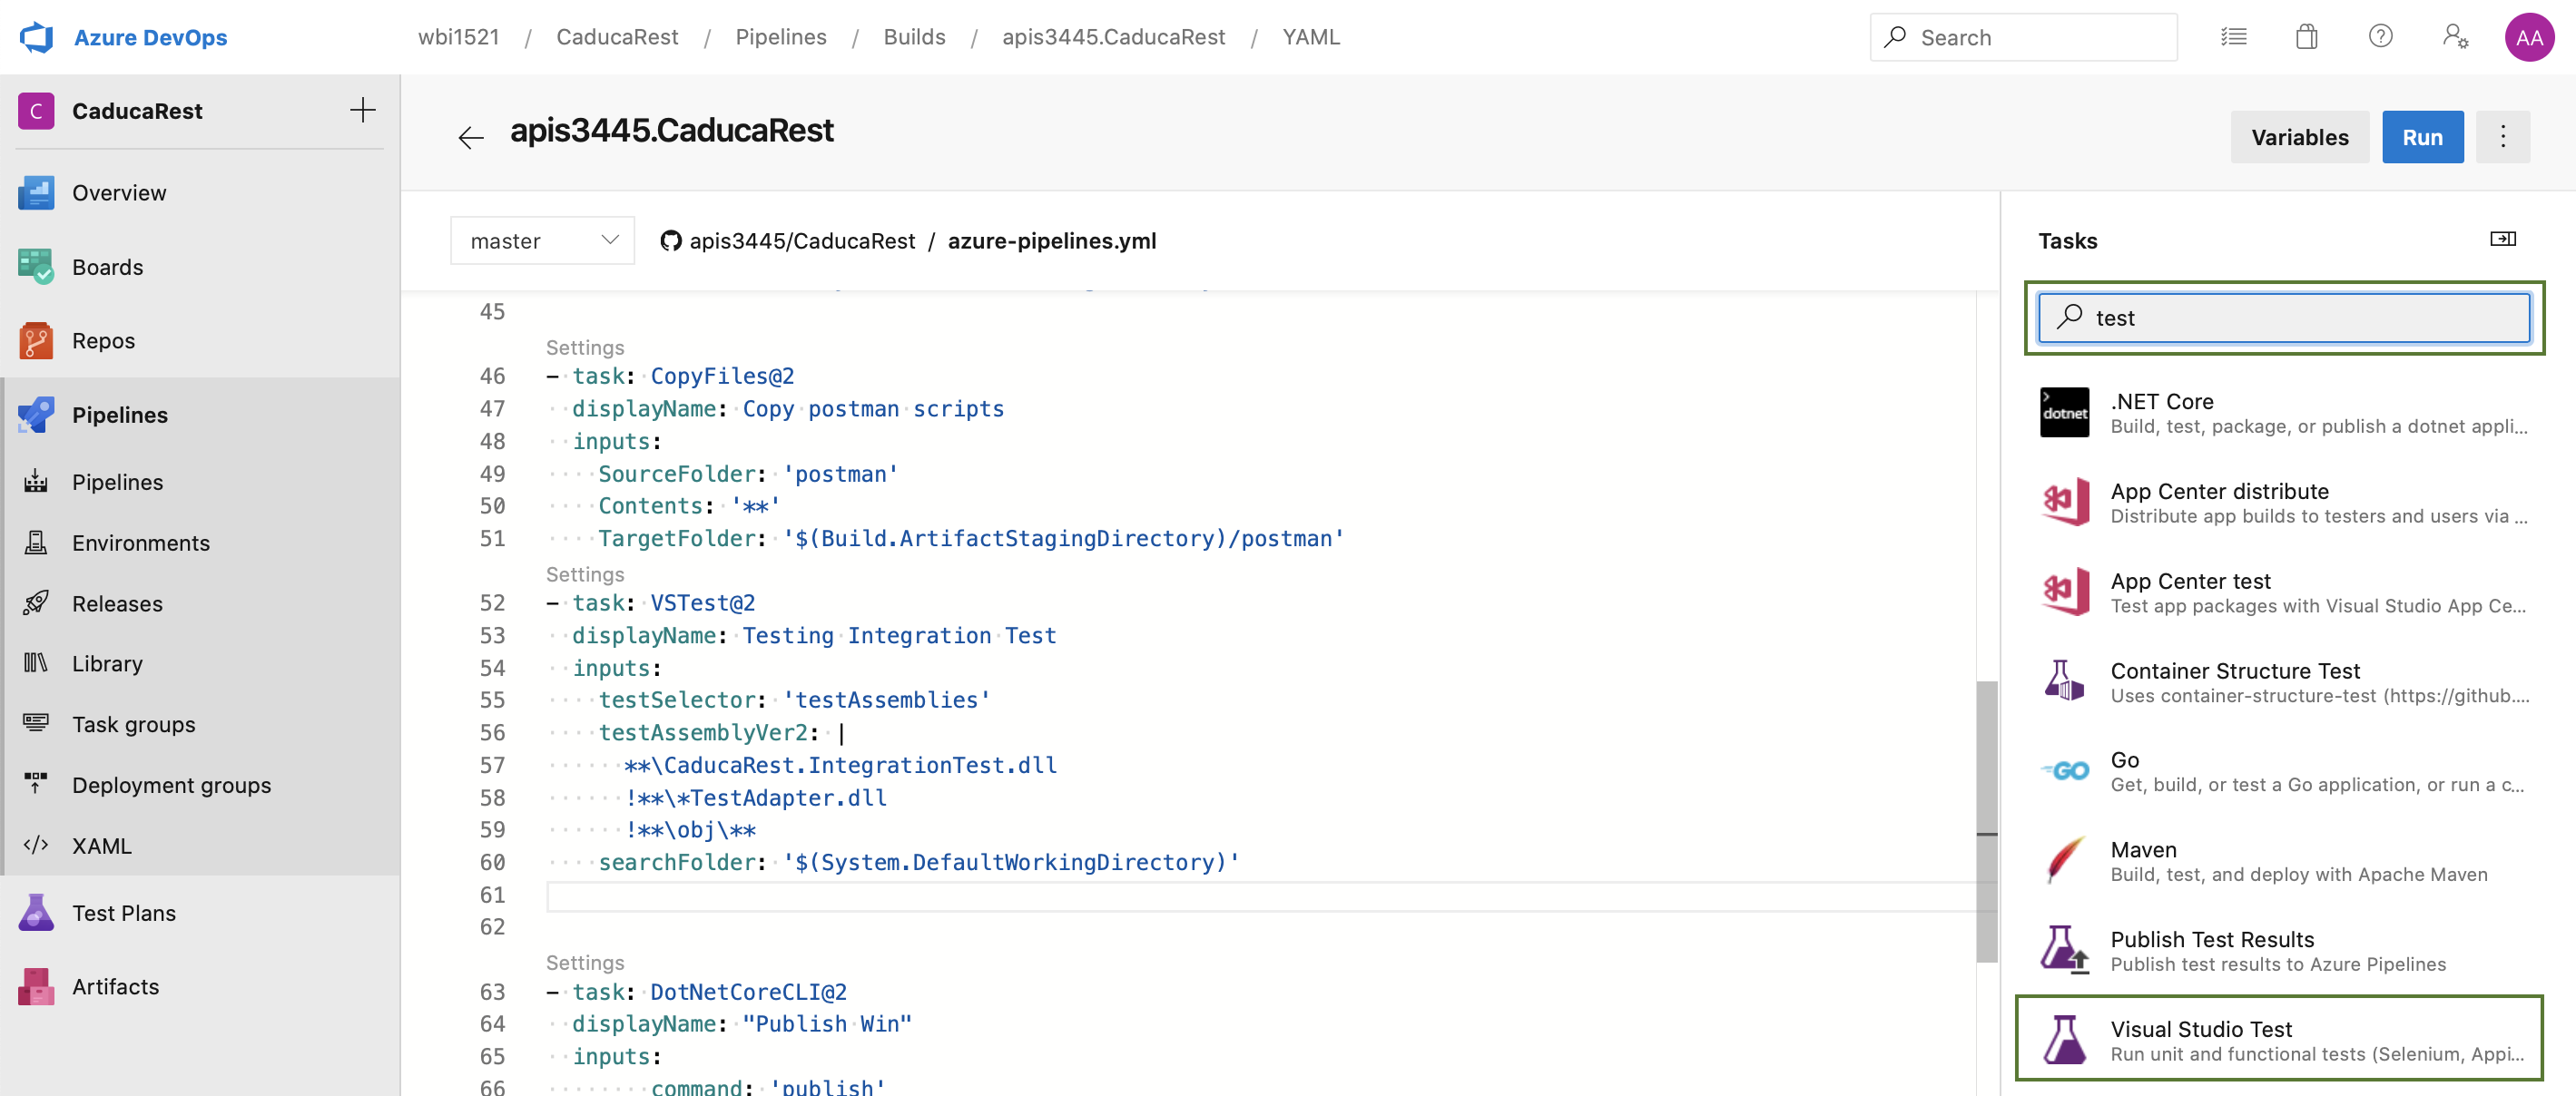 Azure DevOps
wbi1521 / CaducaRest / Pipelines / Builds / apis3445.CaducaRest / YAML
Search
AA
C CaducaRest
Overview
Boards
Repos
Pipelines
Pipelines
Environments
Releases
Library
Task groups
Deployment groups
XAML
Test Plans
Artifacts
apis3445.CaducaRest
Variables
Run
master
apis3445/CaducaRest / azure-pipelines.yml
45
Settings
46 - task: CopyFiles@2
47 displayName: Copy postman scripts
48 inputs:
49 SourceFolder: 'postman'
50 Contents: '**'
51 TargetFolder: '$(Build.ArtifactStagingDirectory)/postman'
Settings
52 - task: VSTest@2
53 displayName: Testing Integration Test
54 inputs:
55 testSelector: 'testAssemblies'
56 testAssemblyVer2: |
57 **\CaducaRest.IntegrationTest.dll
58 !**\*TestAdapter.dll
59 !**\obj\**
60 searchFolder: '$(System.DefaultWorkingDirectory)'
61
62
Settings
63 - task: DotNetCoreCLI@2
64 displayName: "Publish Win"
65 inputs:
66 command: 'publish'
Tasks
test
dotnet
.NET Core
Build, test, package, or publish a dotnet appli...
App Center distribute
Distribute app builds to testers and users via ...
App Center test
Test app packages with Visual Studio App Ce...
Container Structure Test
Uses container-structure-test (https://github....
GO
Go
Get, build, or test a Go application, or run a c...
Maven
Build, test, and deploy with Apache Maven
Publish Test Results
Publish test results to Azure Pipelines
Visual Studio Test
Run unit and functional tests (Selenium, Appi...